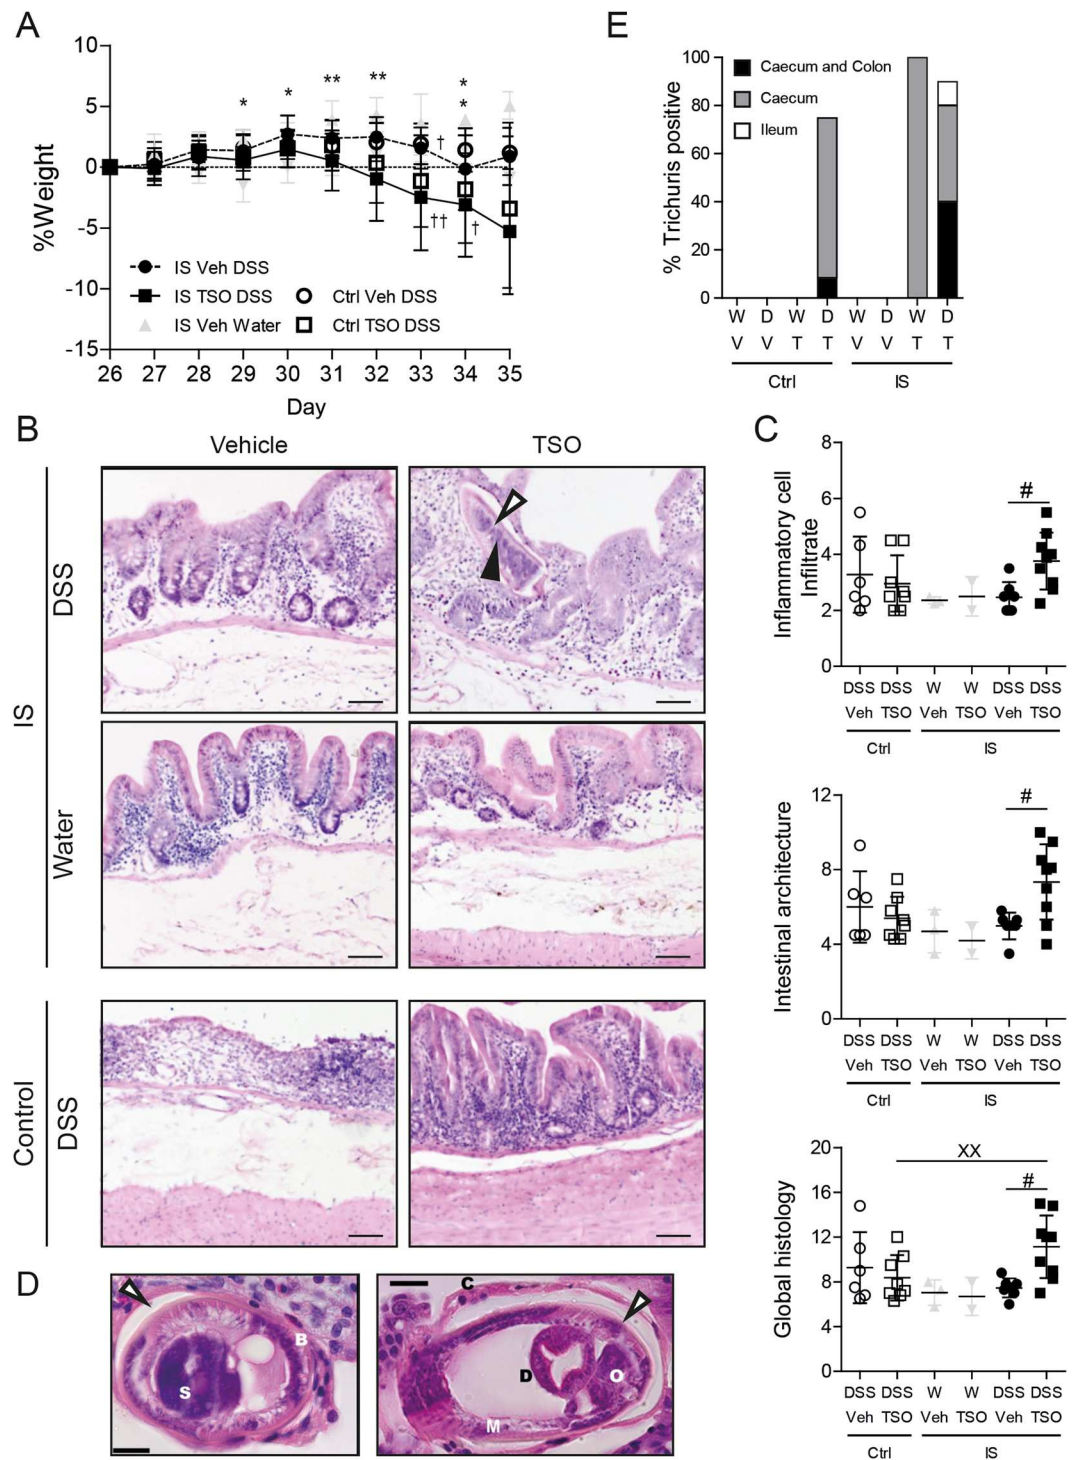 A
10
5
0
-5
-10
-15
%Weight
*
*
**
**
*
*
†
††
†
IS Veh DSS
IS TSO DSS
IS Veh Water
Ctrl Veh DSS
Ctrl TSO DSS
26 27 28 29 30 31 32 33 34 35
Day
E
100
80
60
40
20
0
% Trichuris positive
Caecum and Colon
Caecum
Ileum
W D W D W D W D
V V T T V V T T
Ctrl IS
B
Vehicle TSO
DSS
IS
Water
Control
DSS
C
8
6
4
2
0
Inflammatory cell
Infiltrate
#
DSS DSS W W DSS DSS
Veh TSO Veh TSO Veh TSO
Ctrl IS
12
8
4
0
Intestinal architecture
#
DSS DSS W W DSS DSS
Veh TSO Veh TSO Veh TSO
Ctrl IS
20
16
12
8
4
0
Global histology
XX
#
DSS DSS W W DSS DSS
Veh TSO Veh TSO Veh TSO
Ctrl IS
D
B
S
C
D
O
M